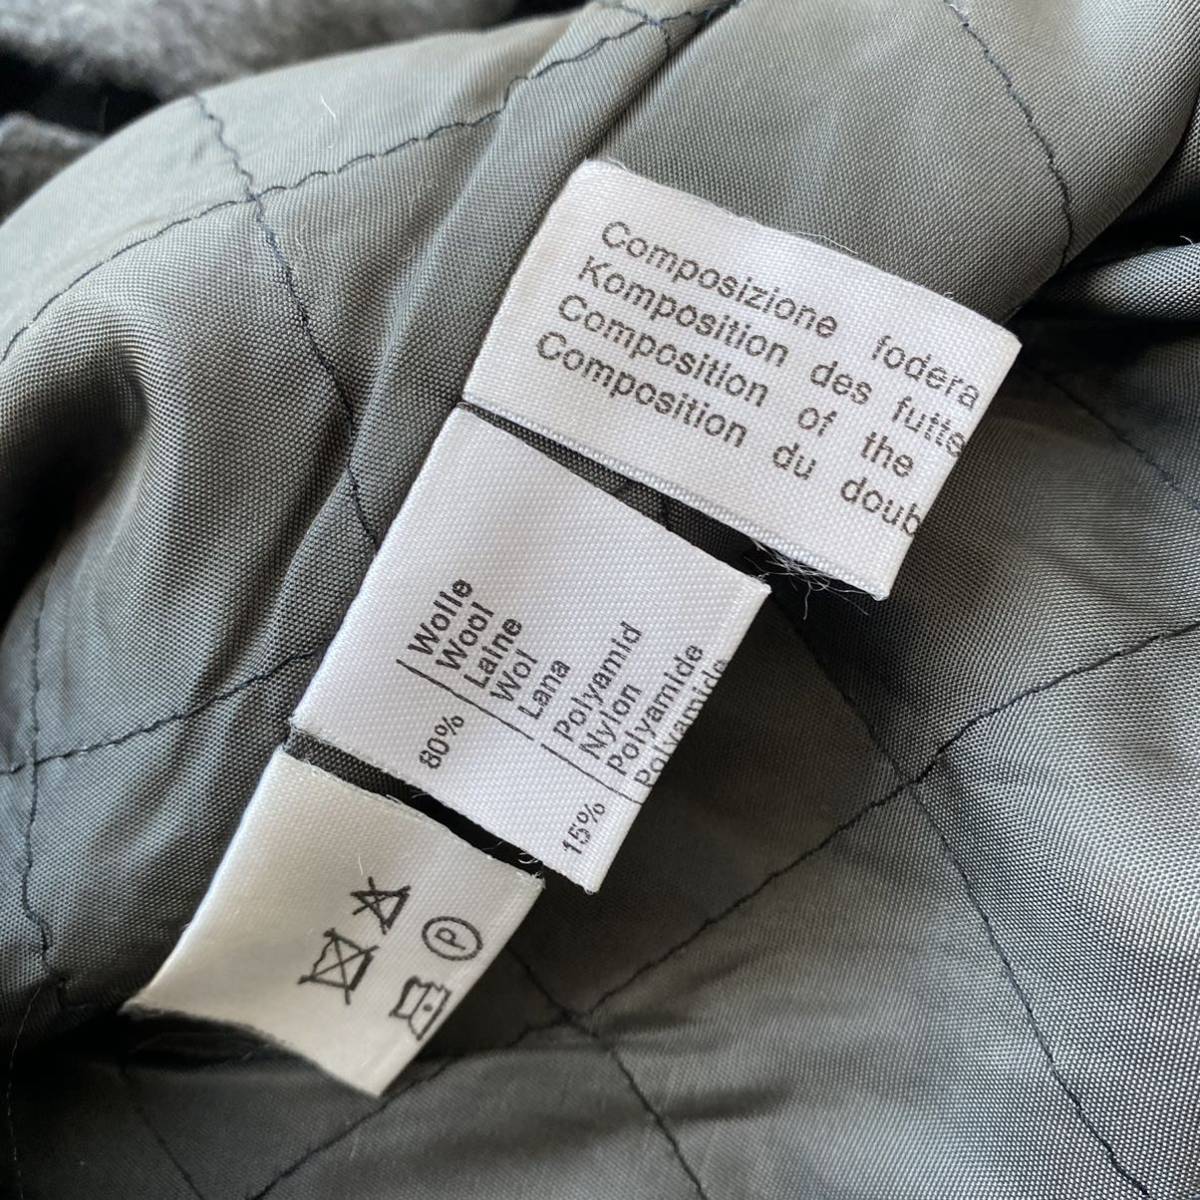 Composizione fodera
Komposition des futte
Composition of the
Composition du doub
80% Wolle
Wool
Laine
Wol
Lana
15% Polyamid
Nylon
Polyamide
Polyamide
P